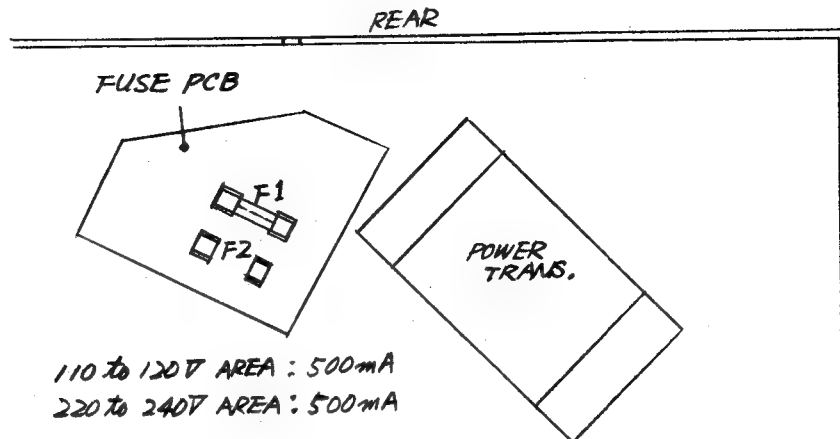 REAR
FUSE PCB
F1
F2
POWER
TRANS.
110 to 120V AREA : 500mA
220 to 240V AREA : 500mA